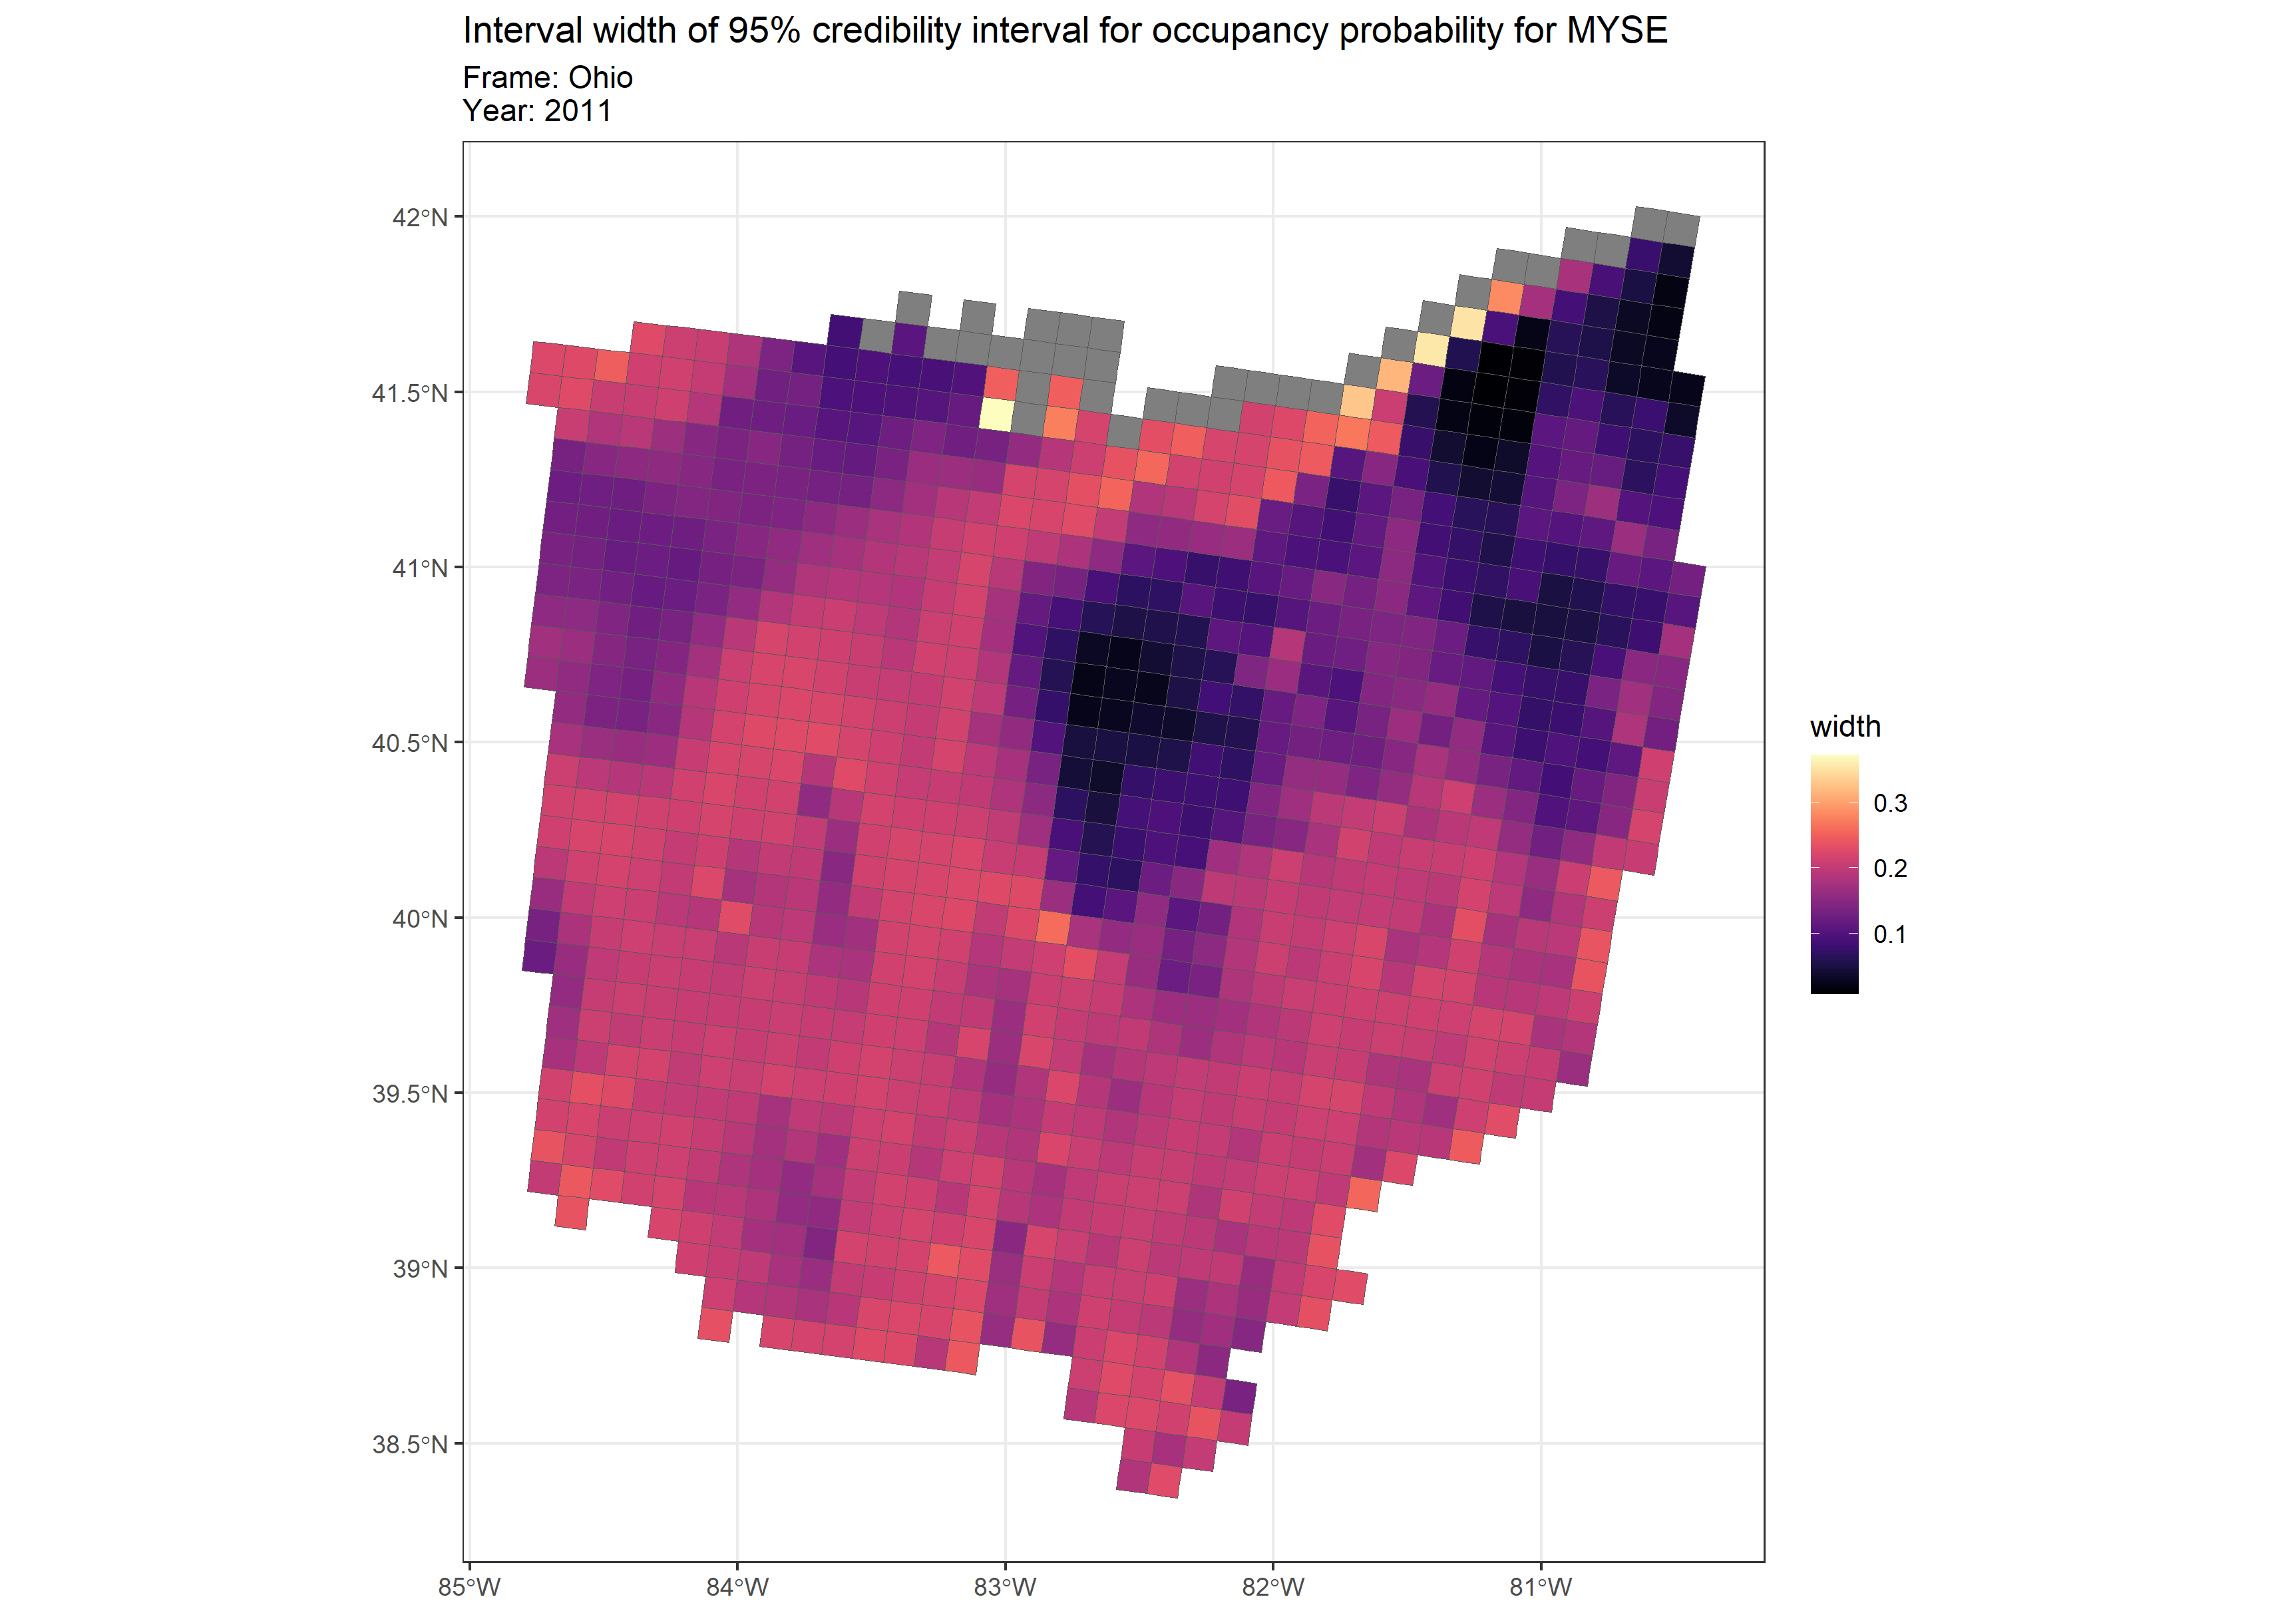 Interval width of 95% credibility interval for occupancy probability for MYSE
Frame: Ohio
Year: 2011
42°N
41.5°N
41°N
40.5°N
40°N
39.5°N
39°N
38.5°N
85°W
84°W
83°W
82°W
81°W
width
0.3
0.2
0.1